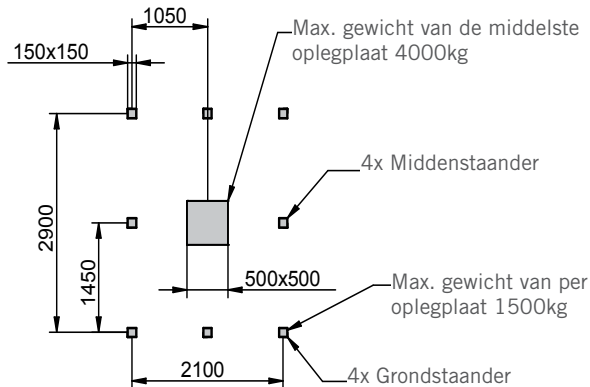 1050
Max. gewicht van de middelste
oplegplaat 4000kg
150x150
4x Middenstaander
2900
1450
500x500
Max. gewicht van per
oplegplaat 1500kg
2100
4x Grondstaander